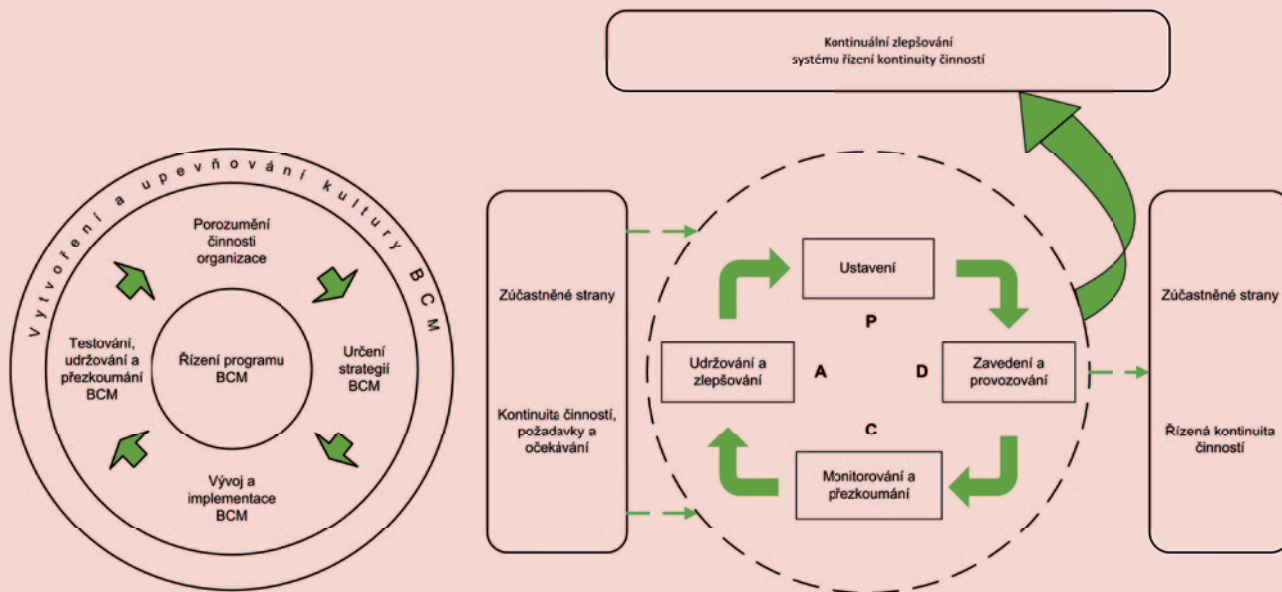 Kontinuální zlepšování
systému řízení kontinuity činností
Vytvoření a upevňování kultury BCM
Porozumění
činnosti
organizace
Testování,
udržování a
přezkoumání
BCM
Řízení programu
BCM
Určení
strategií
BCM
Vývoj a
implementace
BCM
Zúčastněné strany
Kontinuita činností,
požadavky a
očekávání
Ustavení
P
Udržování a
zlepšování
A
D
Zavedení a
provozování
C
Monitorování a
přezkoumání
Zúčastněné strany
Řízená kontinuita
činností